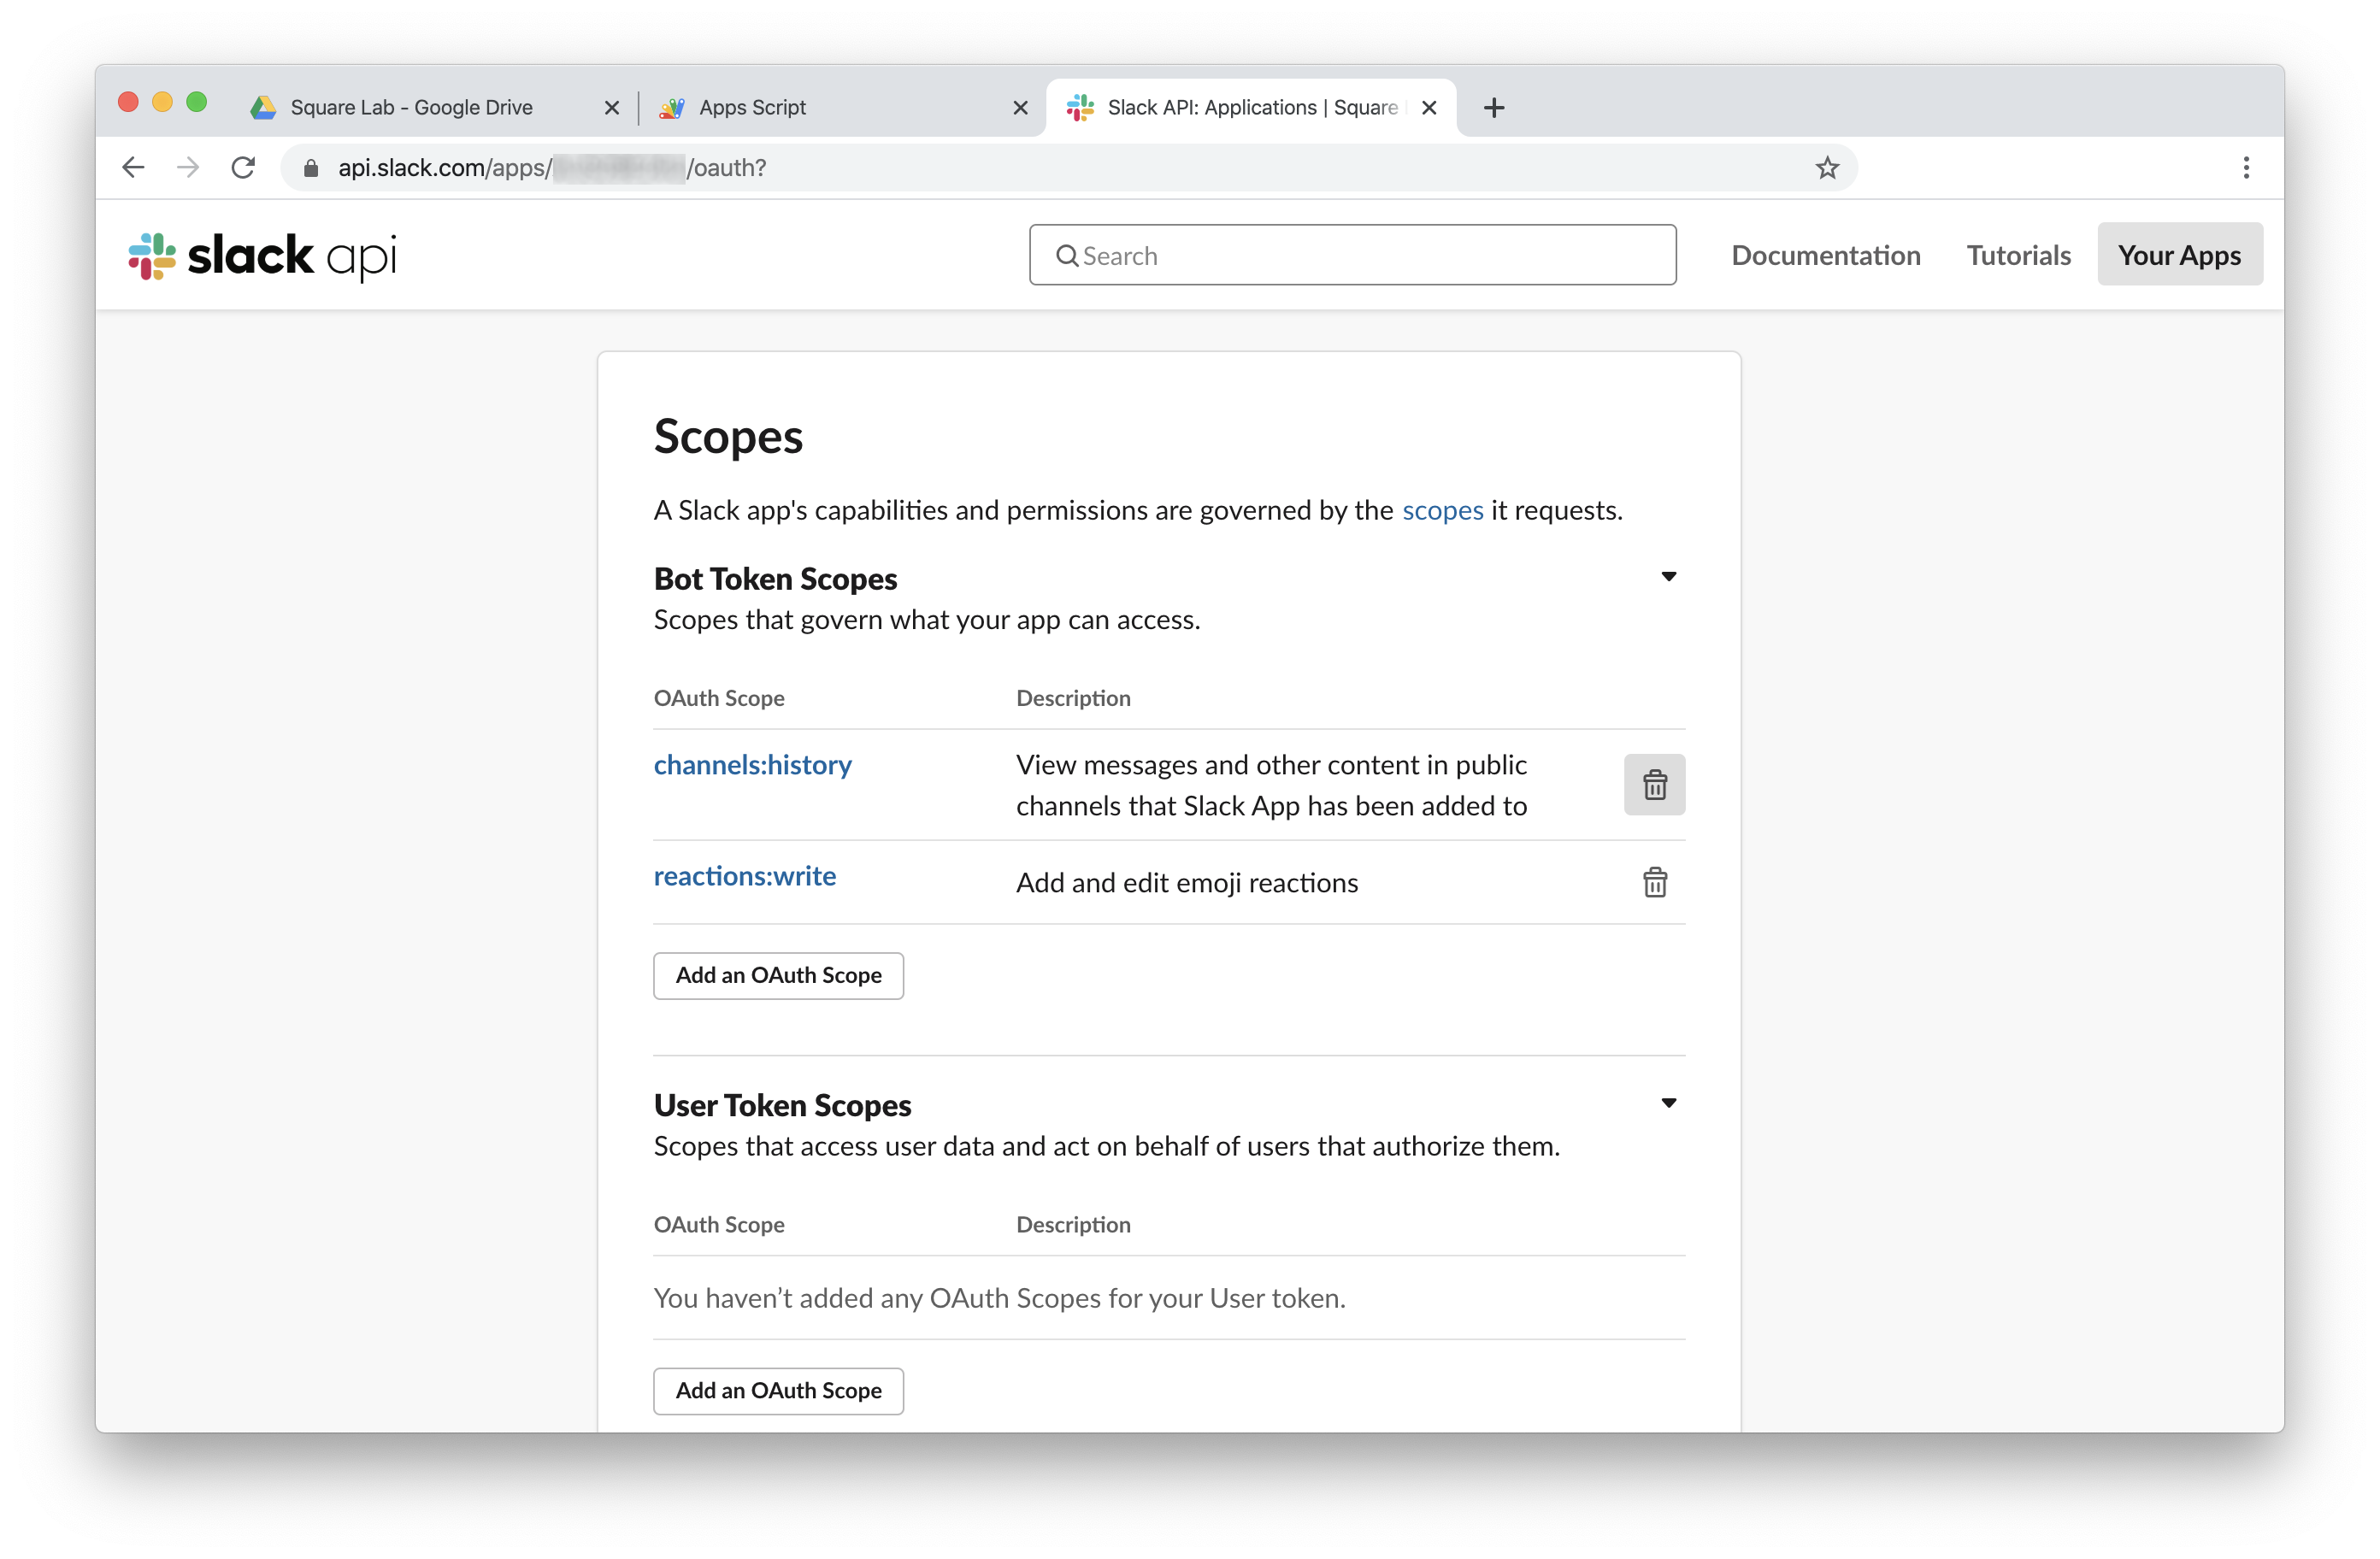 Square Lab - Google Drive
Apps Script
Slack API: Applications | Square
api.slack.com/apps/ /oauth?
slack api
Search
Documentation
Tutorials
Your Apps
Scopes
A Slack app's capabilities and permissions are governed by the scopes it requests.
Bot Token Scopes
Scopes that govern what your app can access.
OAuth Scope Description
channels:history View messages and other content in public
channels that Slack App has been added to
reactions:write Add and edit emoji reactions
Add an OAuth Scope
User Token Scopes
Scopes that access user data and act on behalf of users that authorize them.
OAuth Scope Description
You haven’t added any OAuth Scopes for your User token.
Add an OAuth Scope